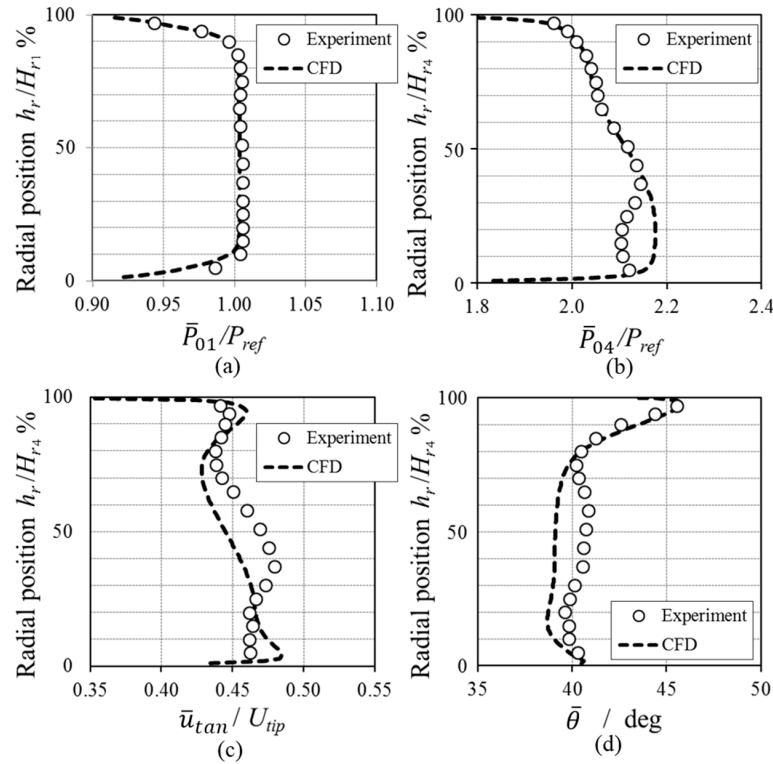 100
50
0
Radial position h_r/H_r1 %
Experiment
CFD
0.90 0.95 1.00 1.05 1.10
P̅_01/P_ref
(a)
100
50
0
Radial position h_r/H_r4 %
Experiment
CFD
1.8 2.0 2.2 2.4
P̅_04/P_ref
(b)
100
50
0
Radial position h_r/H_r4 %
Experiment
CFD
0.35 0.40 0.45 0.50 0.55
u̅_tan / U_tip
(c)
100
50
0
Radial position h_r/H_r4 %
Experiment
CFD
35 40 45 50
θ̅ / deg
(d)